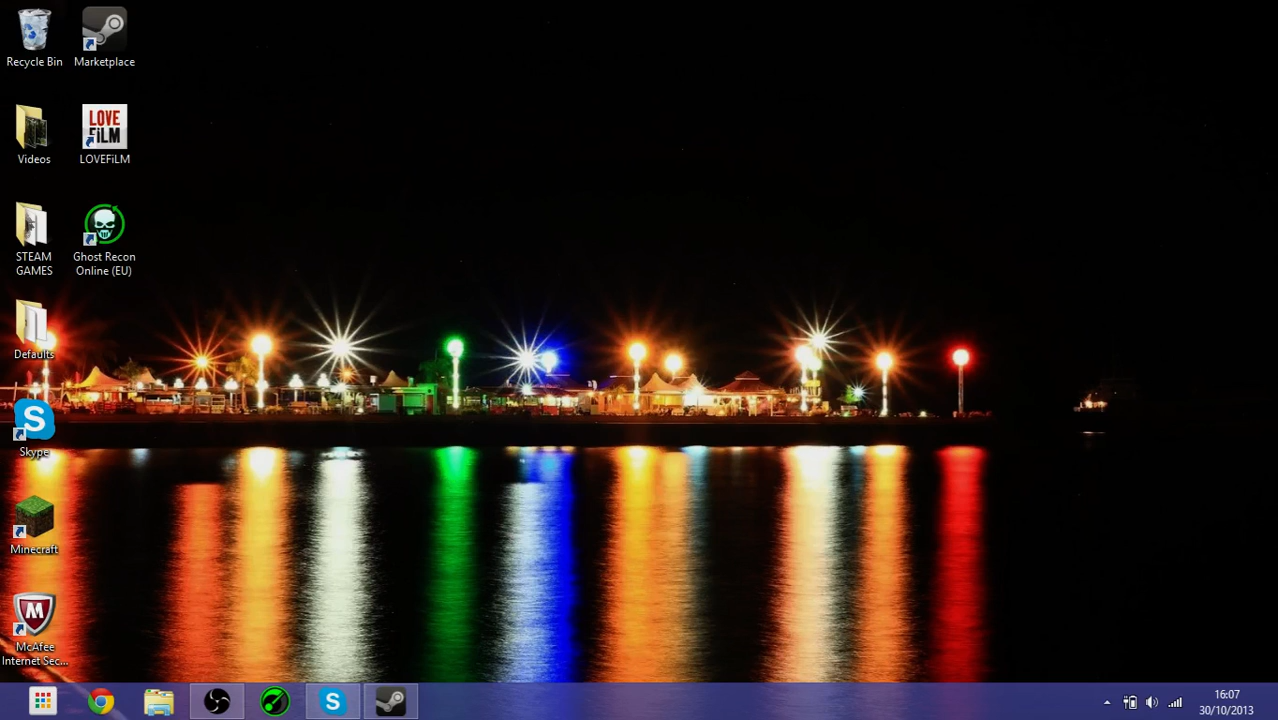 Recycle Bin
Marketplace
Videos
LOVE
FiLM
LOVEFiLM
STEAM
GAMES
Ghost Recon
Online (EU)
Defaults
S
Skype
Minecraft
M
McAfee
Internet Sec...
S
16:07
30/10/2013